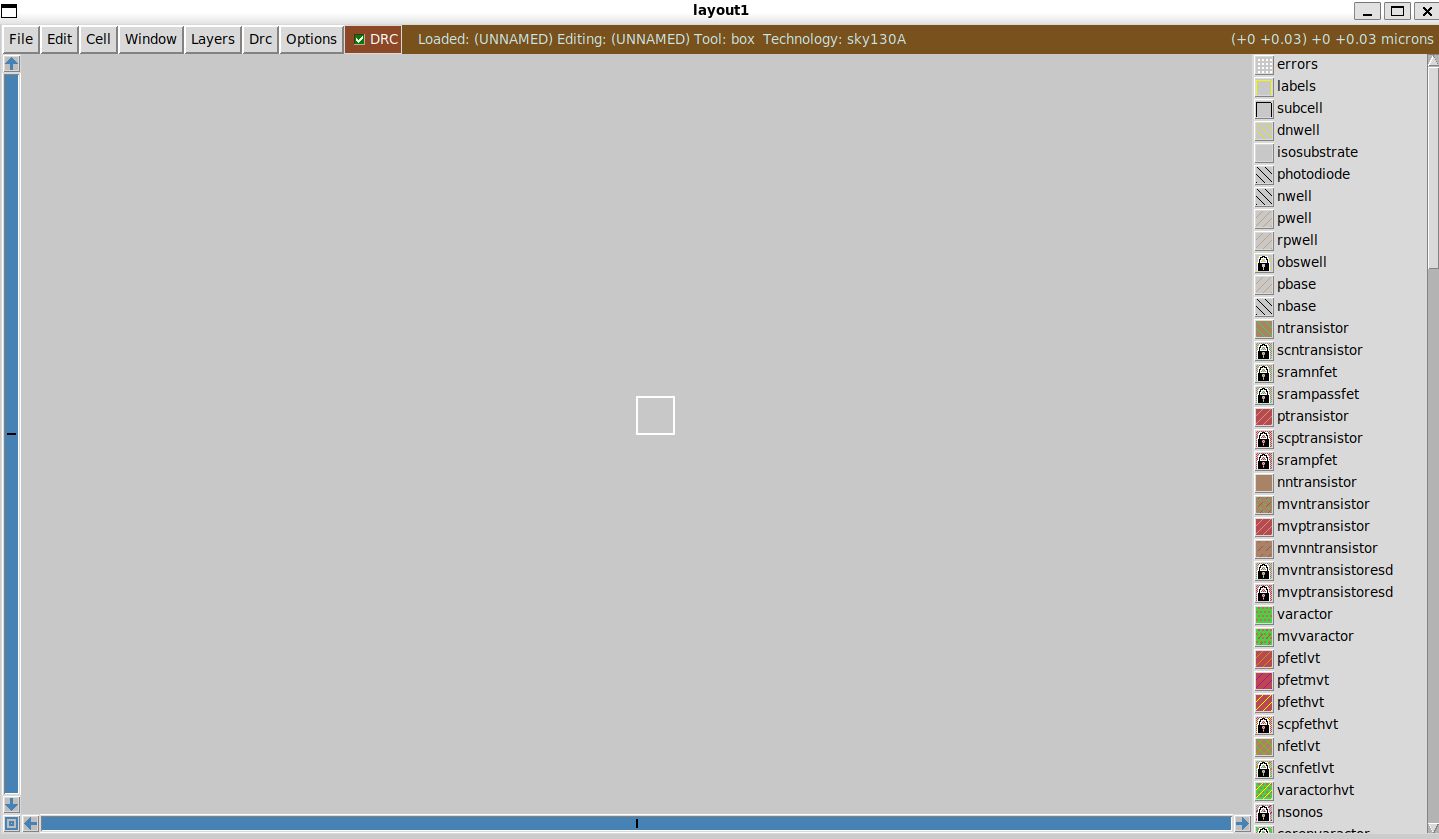 layout1
File Edit Cell Window Layers Drc Options DRC Loaded: (UNNAMED) Editing: (UNNAMED) Tool: box Technology: sky130A (+0 +0.03) +0 +0.03 microns
errors
labels
subcell
dnwell
isosubstrate
photodiode
nwell
pwell
rpwell
obswell
pbase
nbase
ntransistor
scntransistor
sramnfet
srampassfet
ptransistor
scptransistor
srampfet
nntransistor
mvntransistor
mvptransistor
mvnntransistor
mvntransistoresd
mvptransistoresd
varactor
mvvaractor
pfetlvt
pfetmvt
pfethvt
scpfethvt
nfetlvt
scnfetlvt
varactorhvt
nsonos